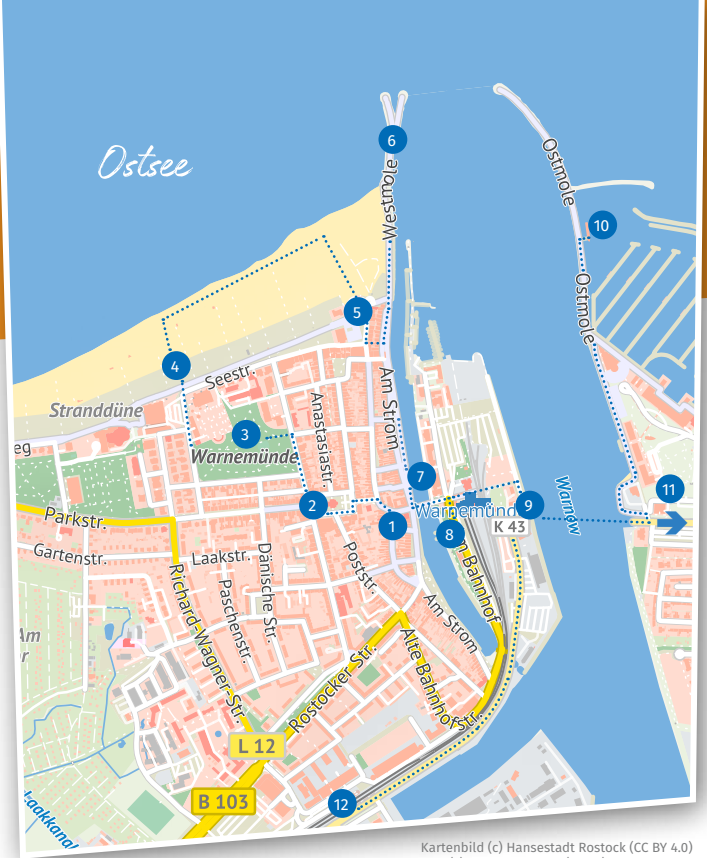 Ostsee
6
Westmole
Ostmole
10
Ostmole
5
4
Seestr.
Stranddüne
Anastasiastr.
Am Strom
3
Warnemünde
eg
7
11
2
Warnow
9
1
K 43
8
Parkstr.
Gartenstr.
Laakstr.
Dänische Str.
Poststr.
Bahnhof
Paschenstr.
Richard-Wagner-Str.
Am Strom
Am
Alte Bahnhofstr.
Rostocker Str.
L 12
B 103
12
Kartenbild (c) Hansestadt Rostock (CC BY 4.0)